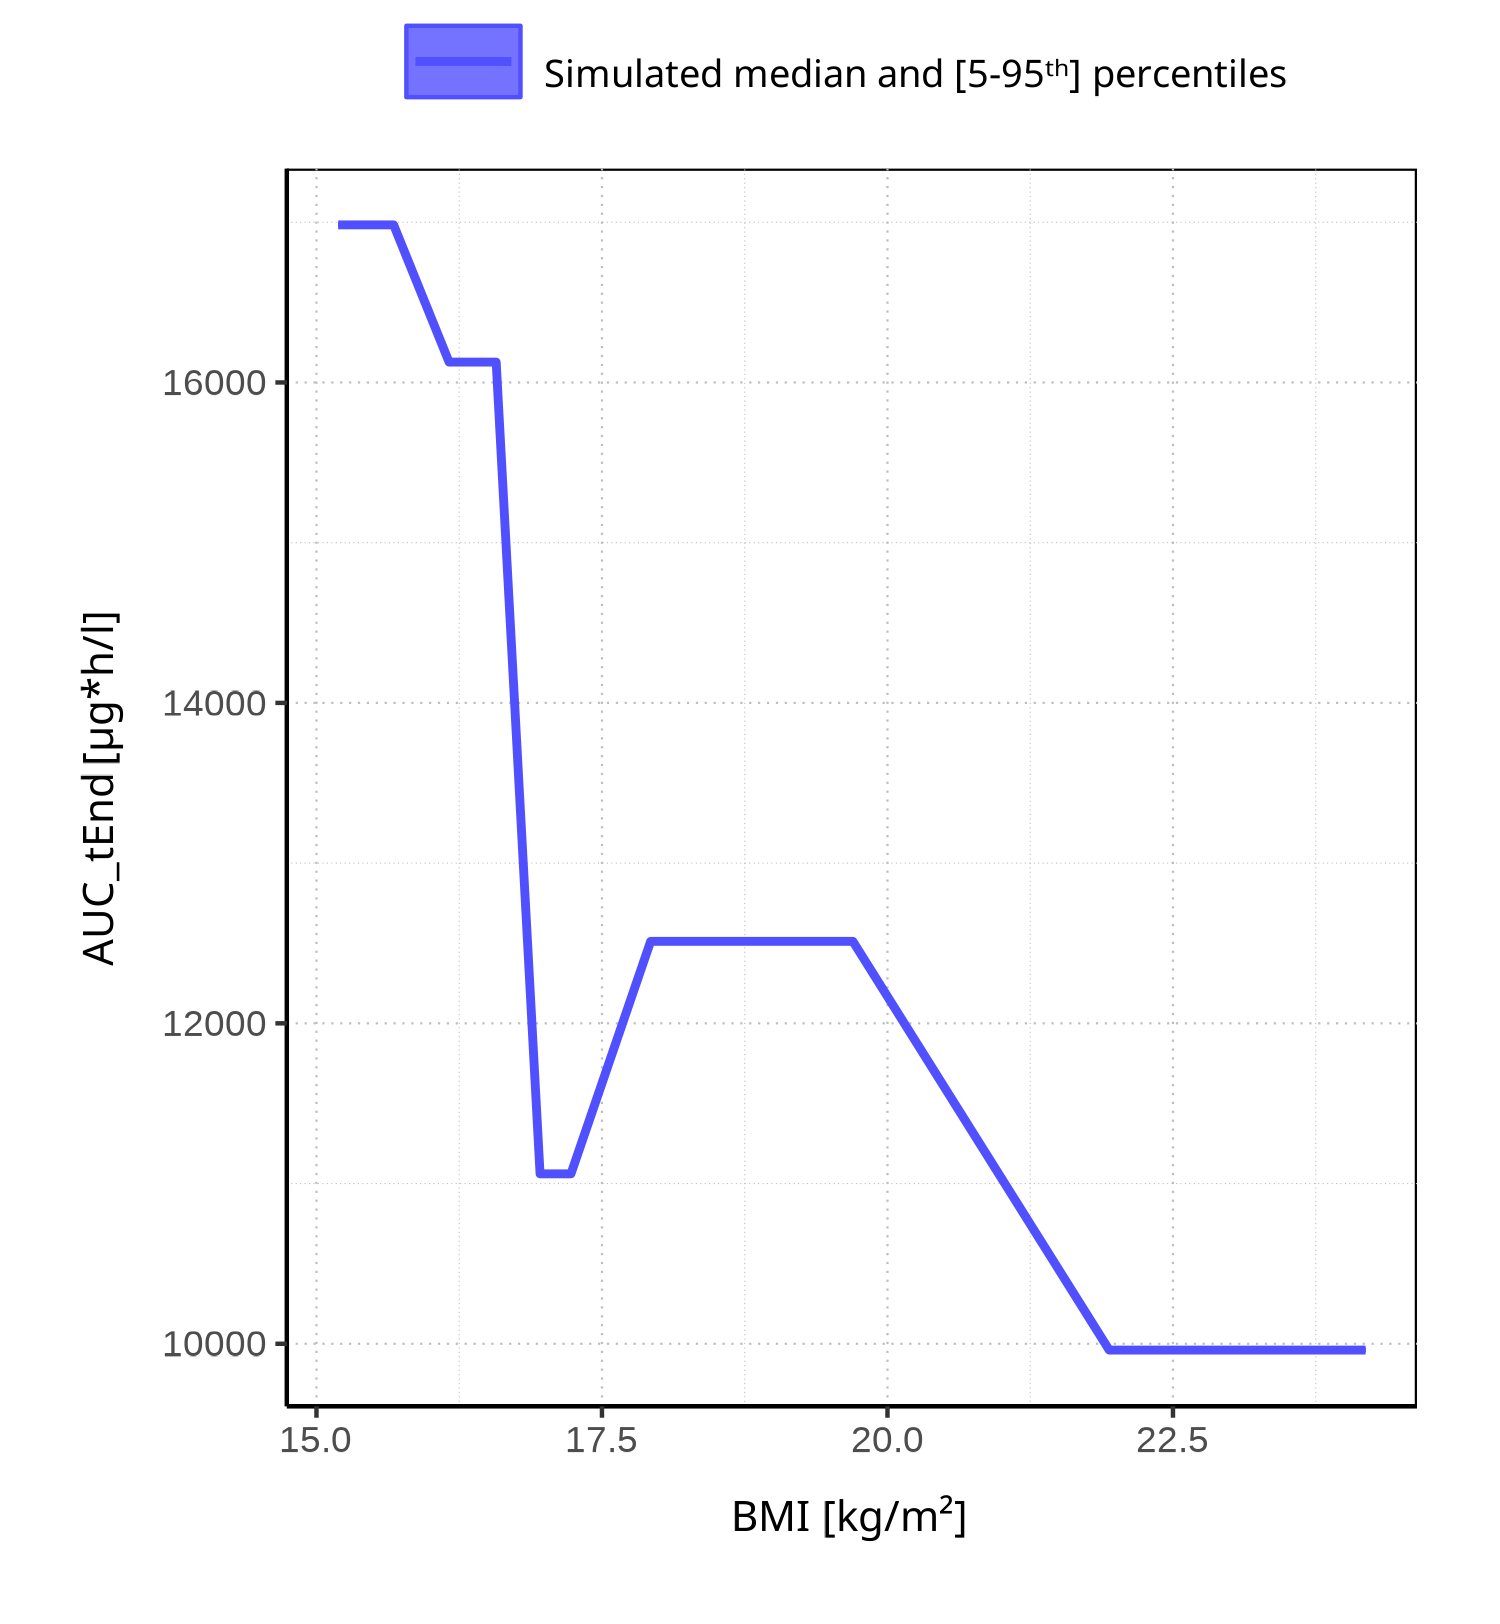 Simulated median and [5-95ᵗʰ] percentiles
AUC_tEnd [µg*h/l]
16000
14000
12000
10000
15.0 17.5 20.0 22.5
BMI [kg/m²]